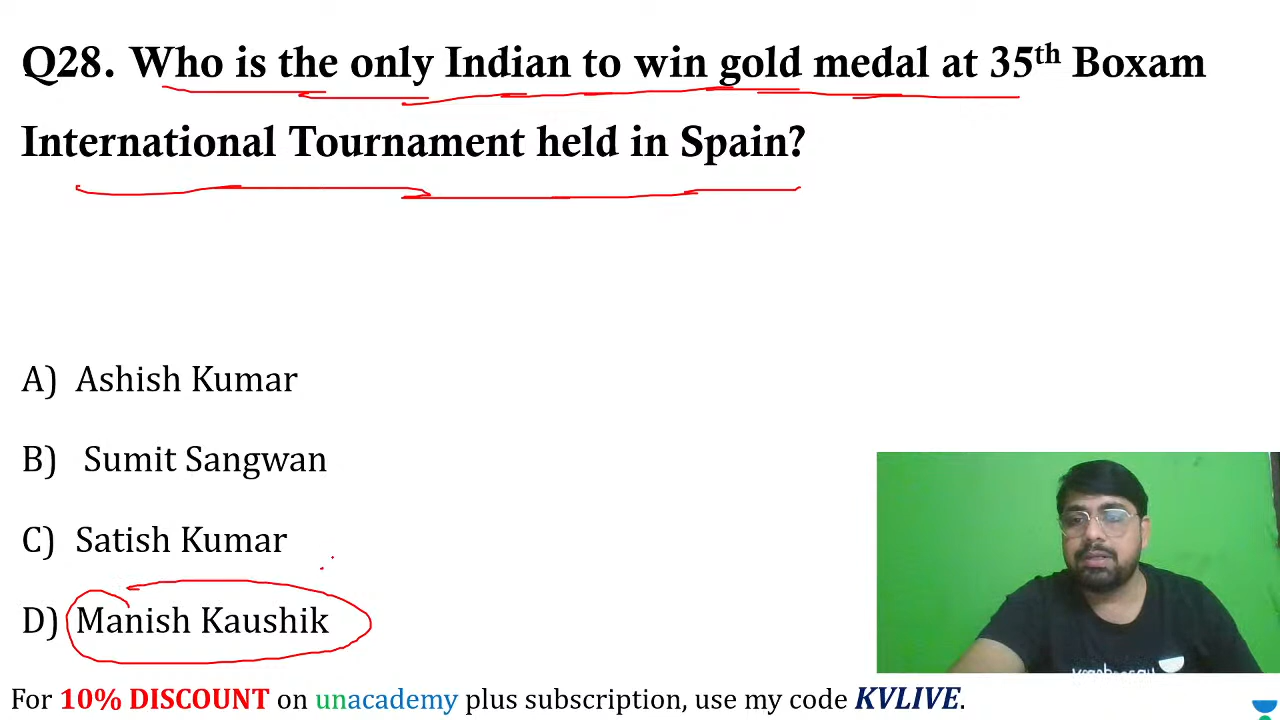 Q28. Who is the only Indian to win gold medal at 35th Boxam
International Tournament held in Spain?
A) Ashish Kumar
B) Sumit Sangwan
C) Satish Kumar
D) Manish Kaushik
For 10% DISCOUNT on unacademy plus subscription, use my code KVLIVE.